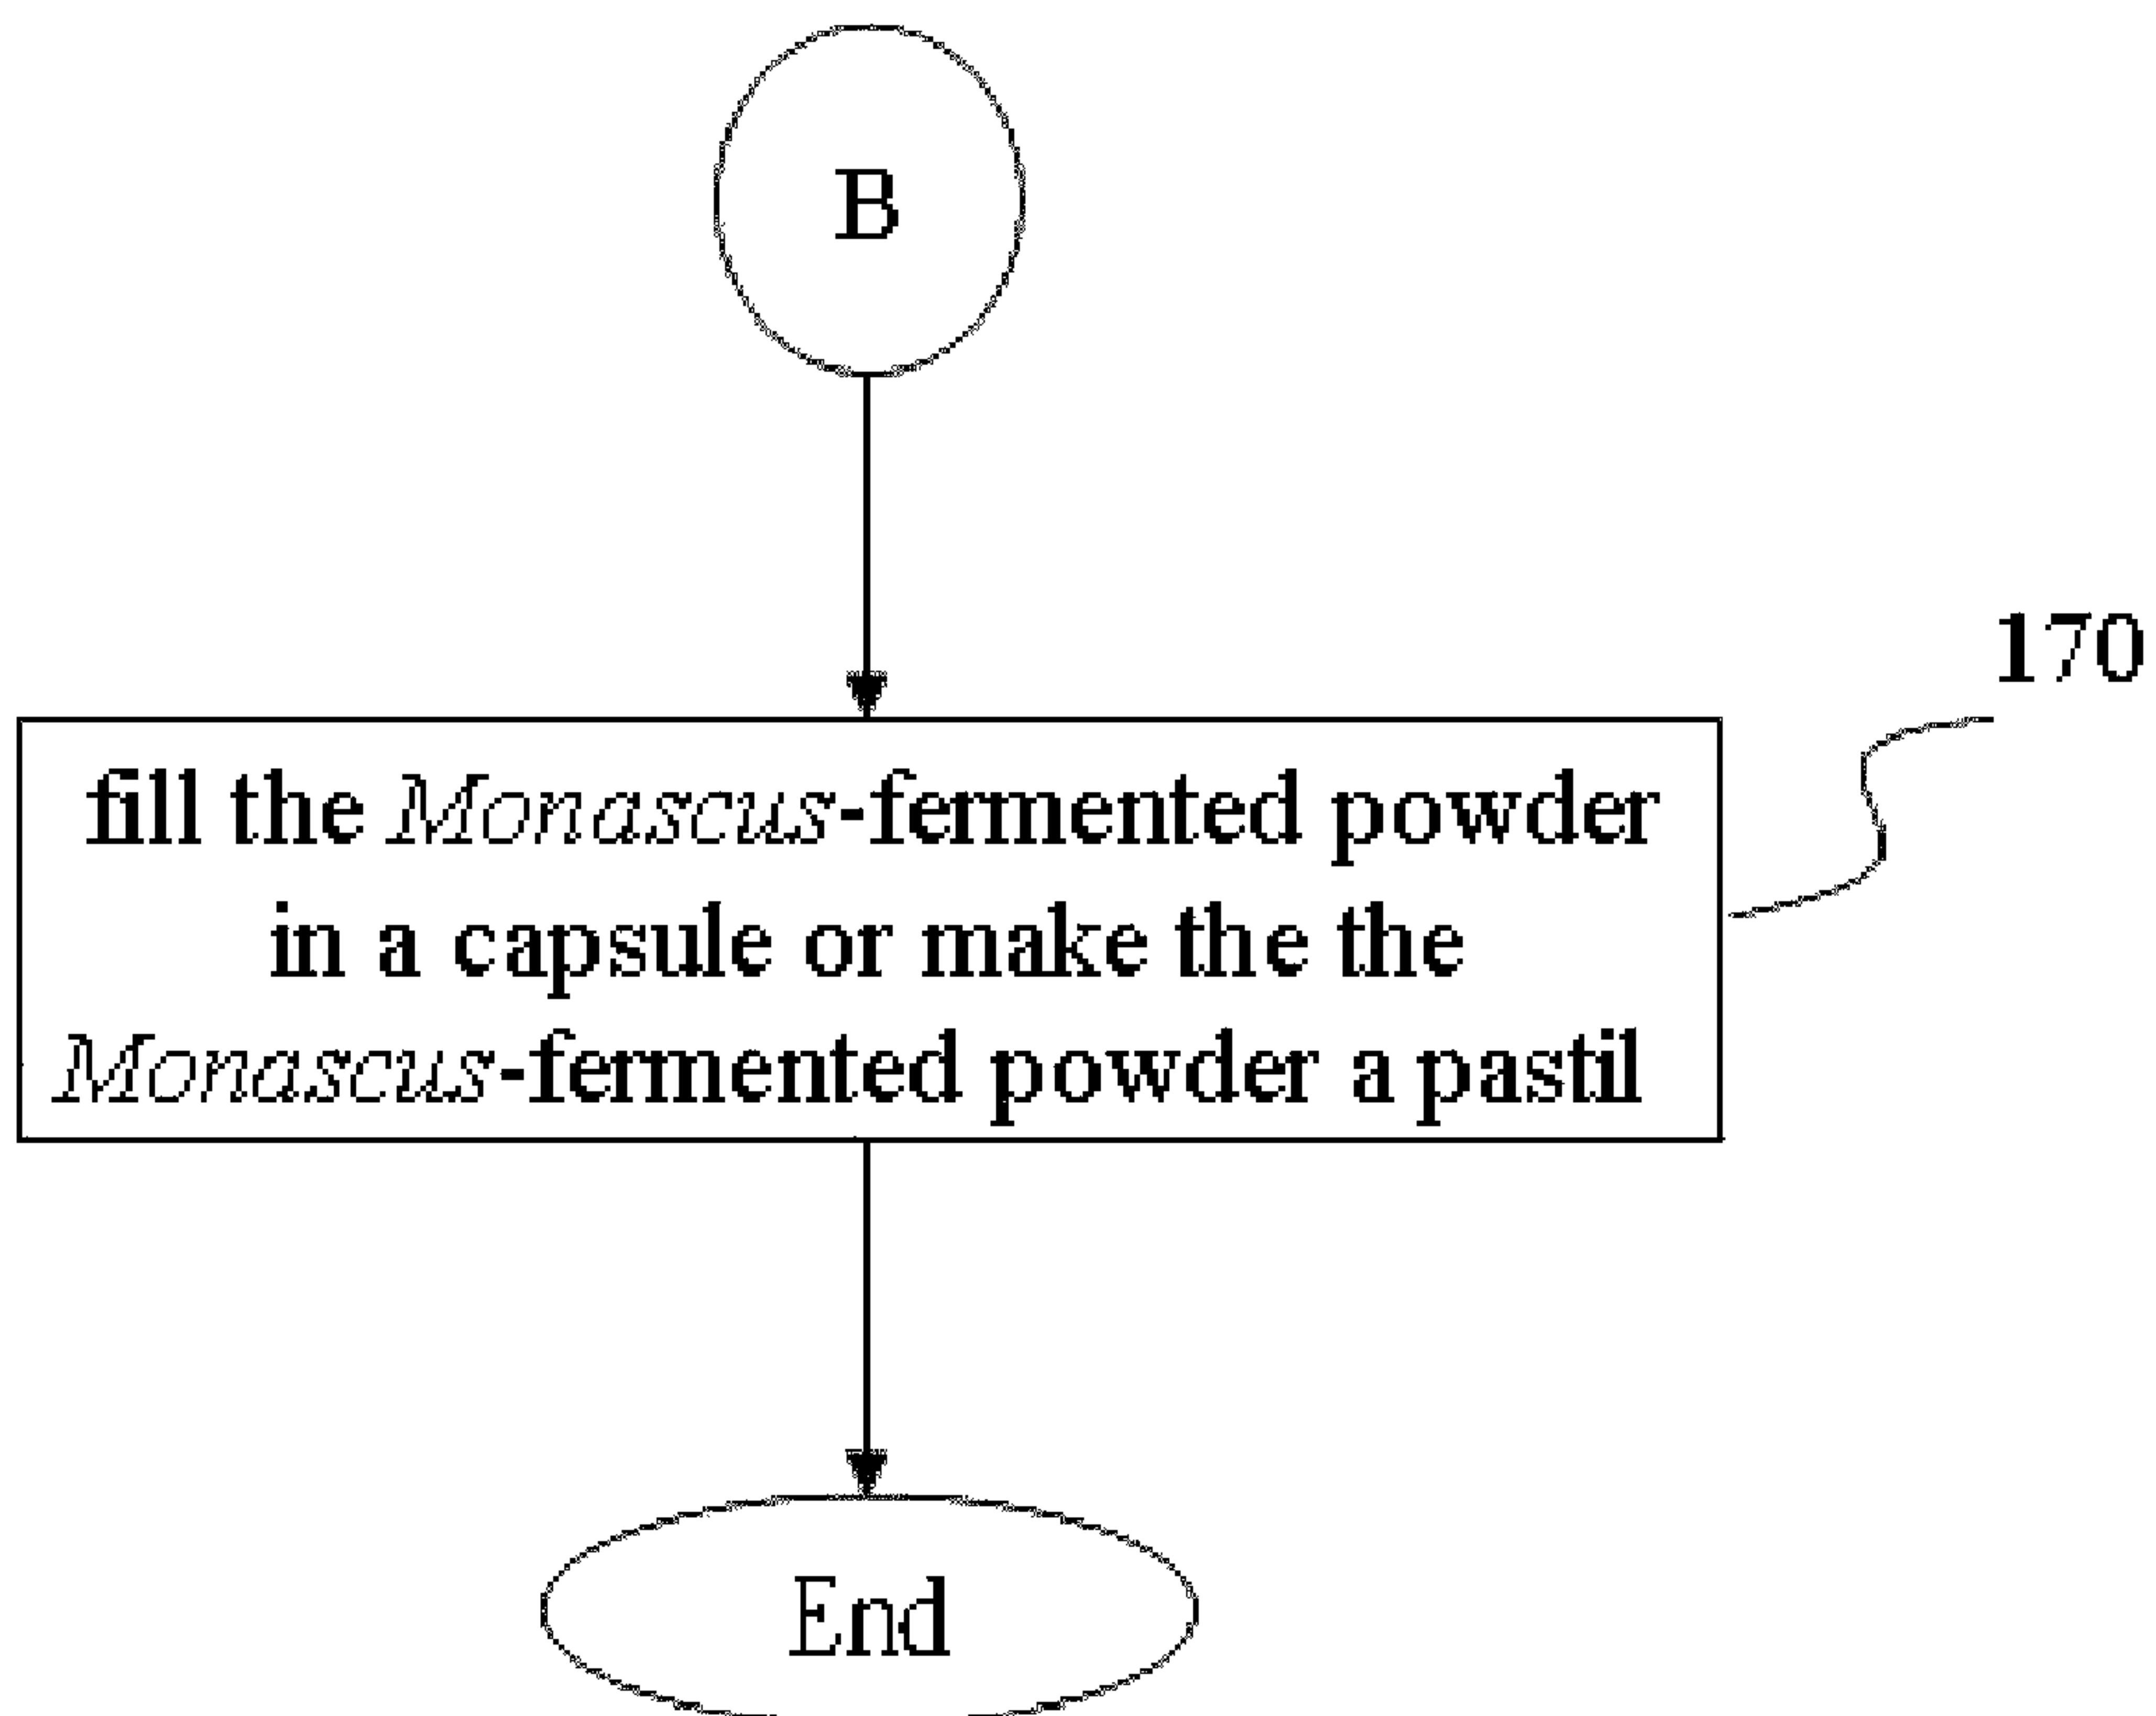 B
170
fill the Monascus-fermented powder
in a capsule or make the the
Monascus-fermented powder a pastil
End